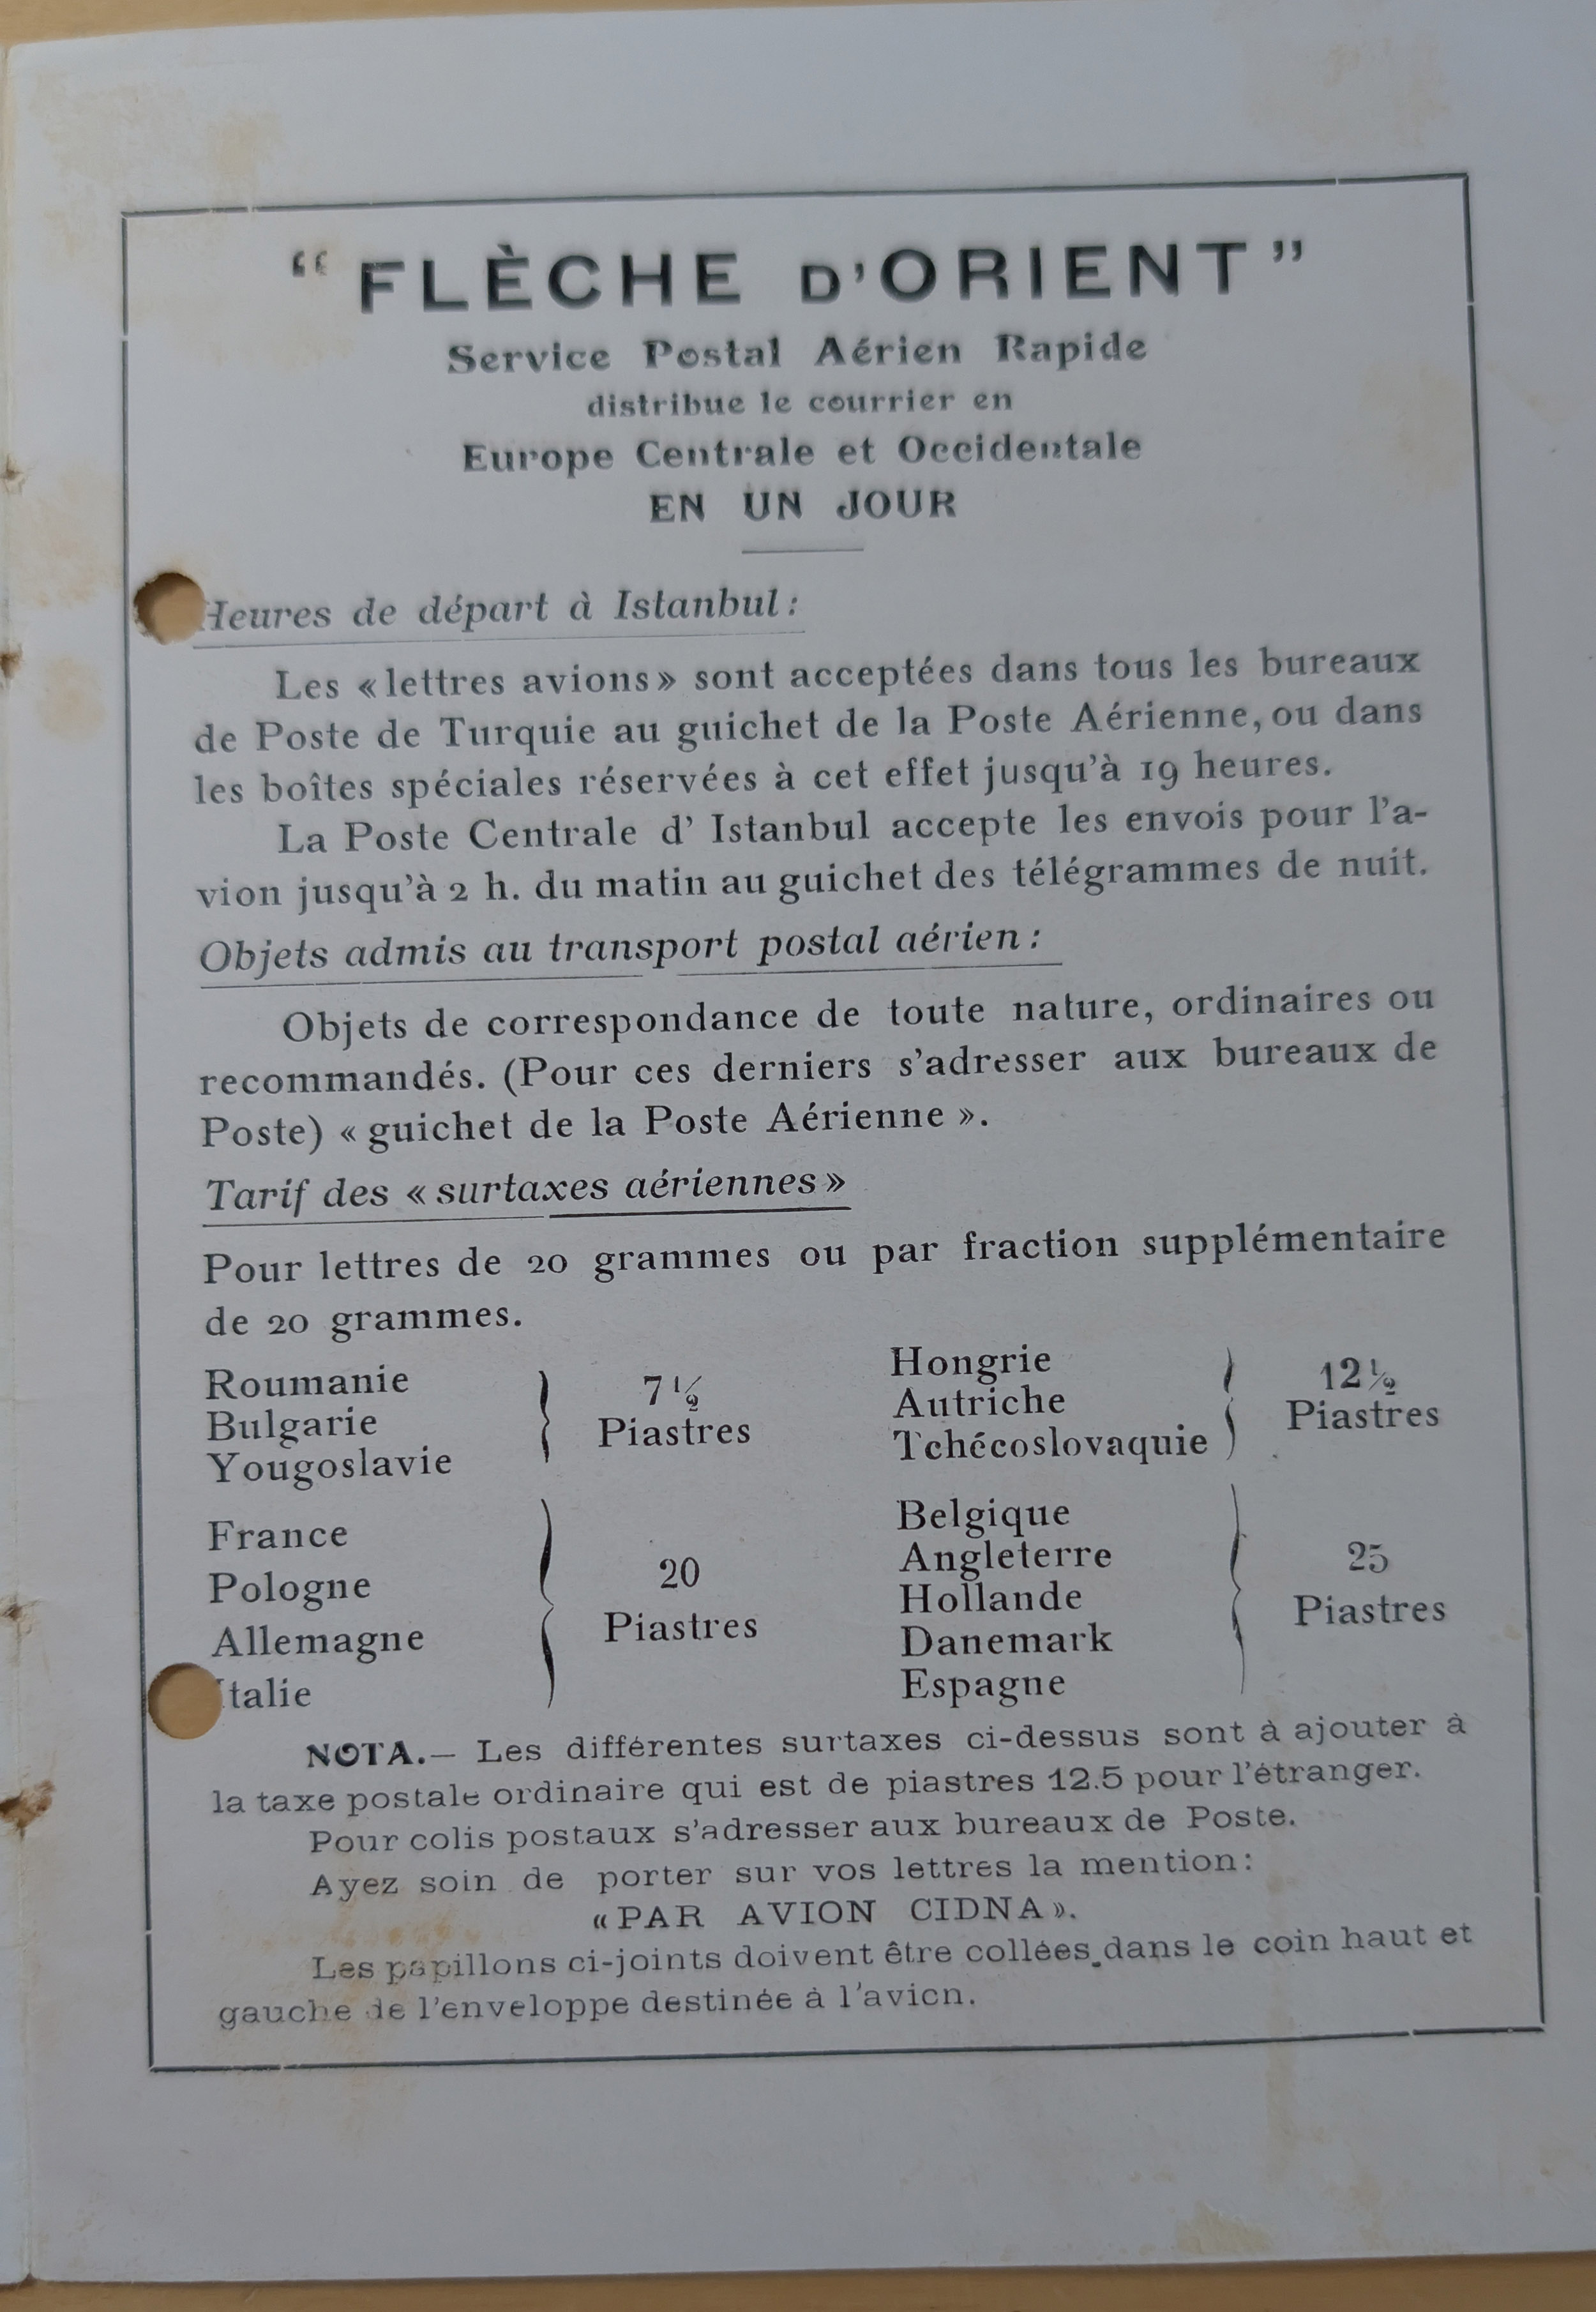 “FLÈCHE D'ORIENT”
Service Postal Aérien Rapide
distribue le courrier en
Europe Centrale et Occidentale
EN UN JOUR
Heures de départ à Istanbul :
Les « lettres avions » sont acceptées dans tous les bureaux
de Poste de Turquie au guichet de la Poste Aérienne, ou dans
les boîtes spéciales réservées à cet effet jusqu'à 19 heures.
La Poste Centrale d' Istanbul accepte les envois pour l'a-
vion jusqu'à 2 h. du matin au guichet des télégrammes de nuit.
Objets admis au transport postal aérien :
Objets de correspondance de toute nature, ordinaires ou
recommandés. (Pour ces derniers s'adresser aux bureaux de
Poste) « guichet de la Poste Aérienne ».
Tarif des « surtaxes aériennes »
Pour lettres de 20 grammes ou par fraction supplémentaire
de 20 grammes.
Roumanie
Bulgarie
Yougoslavie
7 ½
Piastres
Hongrie
Autriche
Tchécoslovaquie
12 ½
Piastres
France
Pologne
Allemagne
Italie
20
Piastres
Belgique
Angleterre
Hollande
Danemark
Espagne
25
Piastres
NOTA.— Les différentes surtaxes ci-dessus sont à ajouter à
la taxe postale ordinaire qui est de piastres 12.5 pour l'étranger.
Pour colis postaux s'adresser aux bureaux de Poste.
Ayez soin de porter sur vos lettres la mention :
« PAR AVION CIDNA ».
Les papillons ci-joints doivent être collées dans le coin haut et
gauche de l'enveloppe destinée à l'avion.